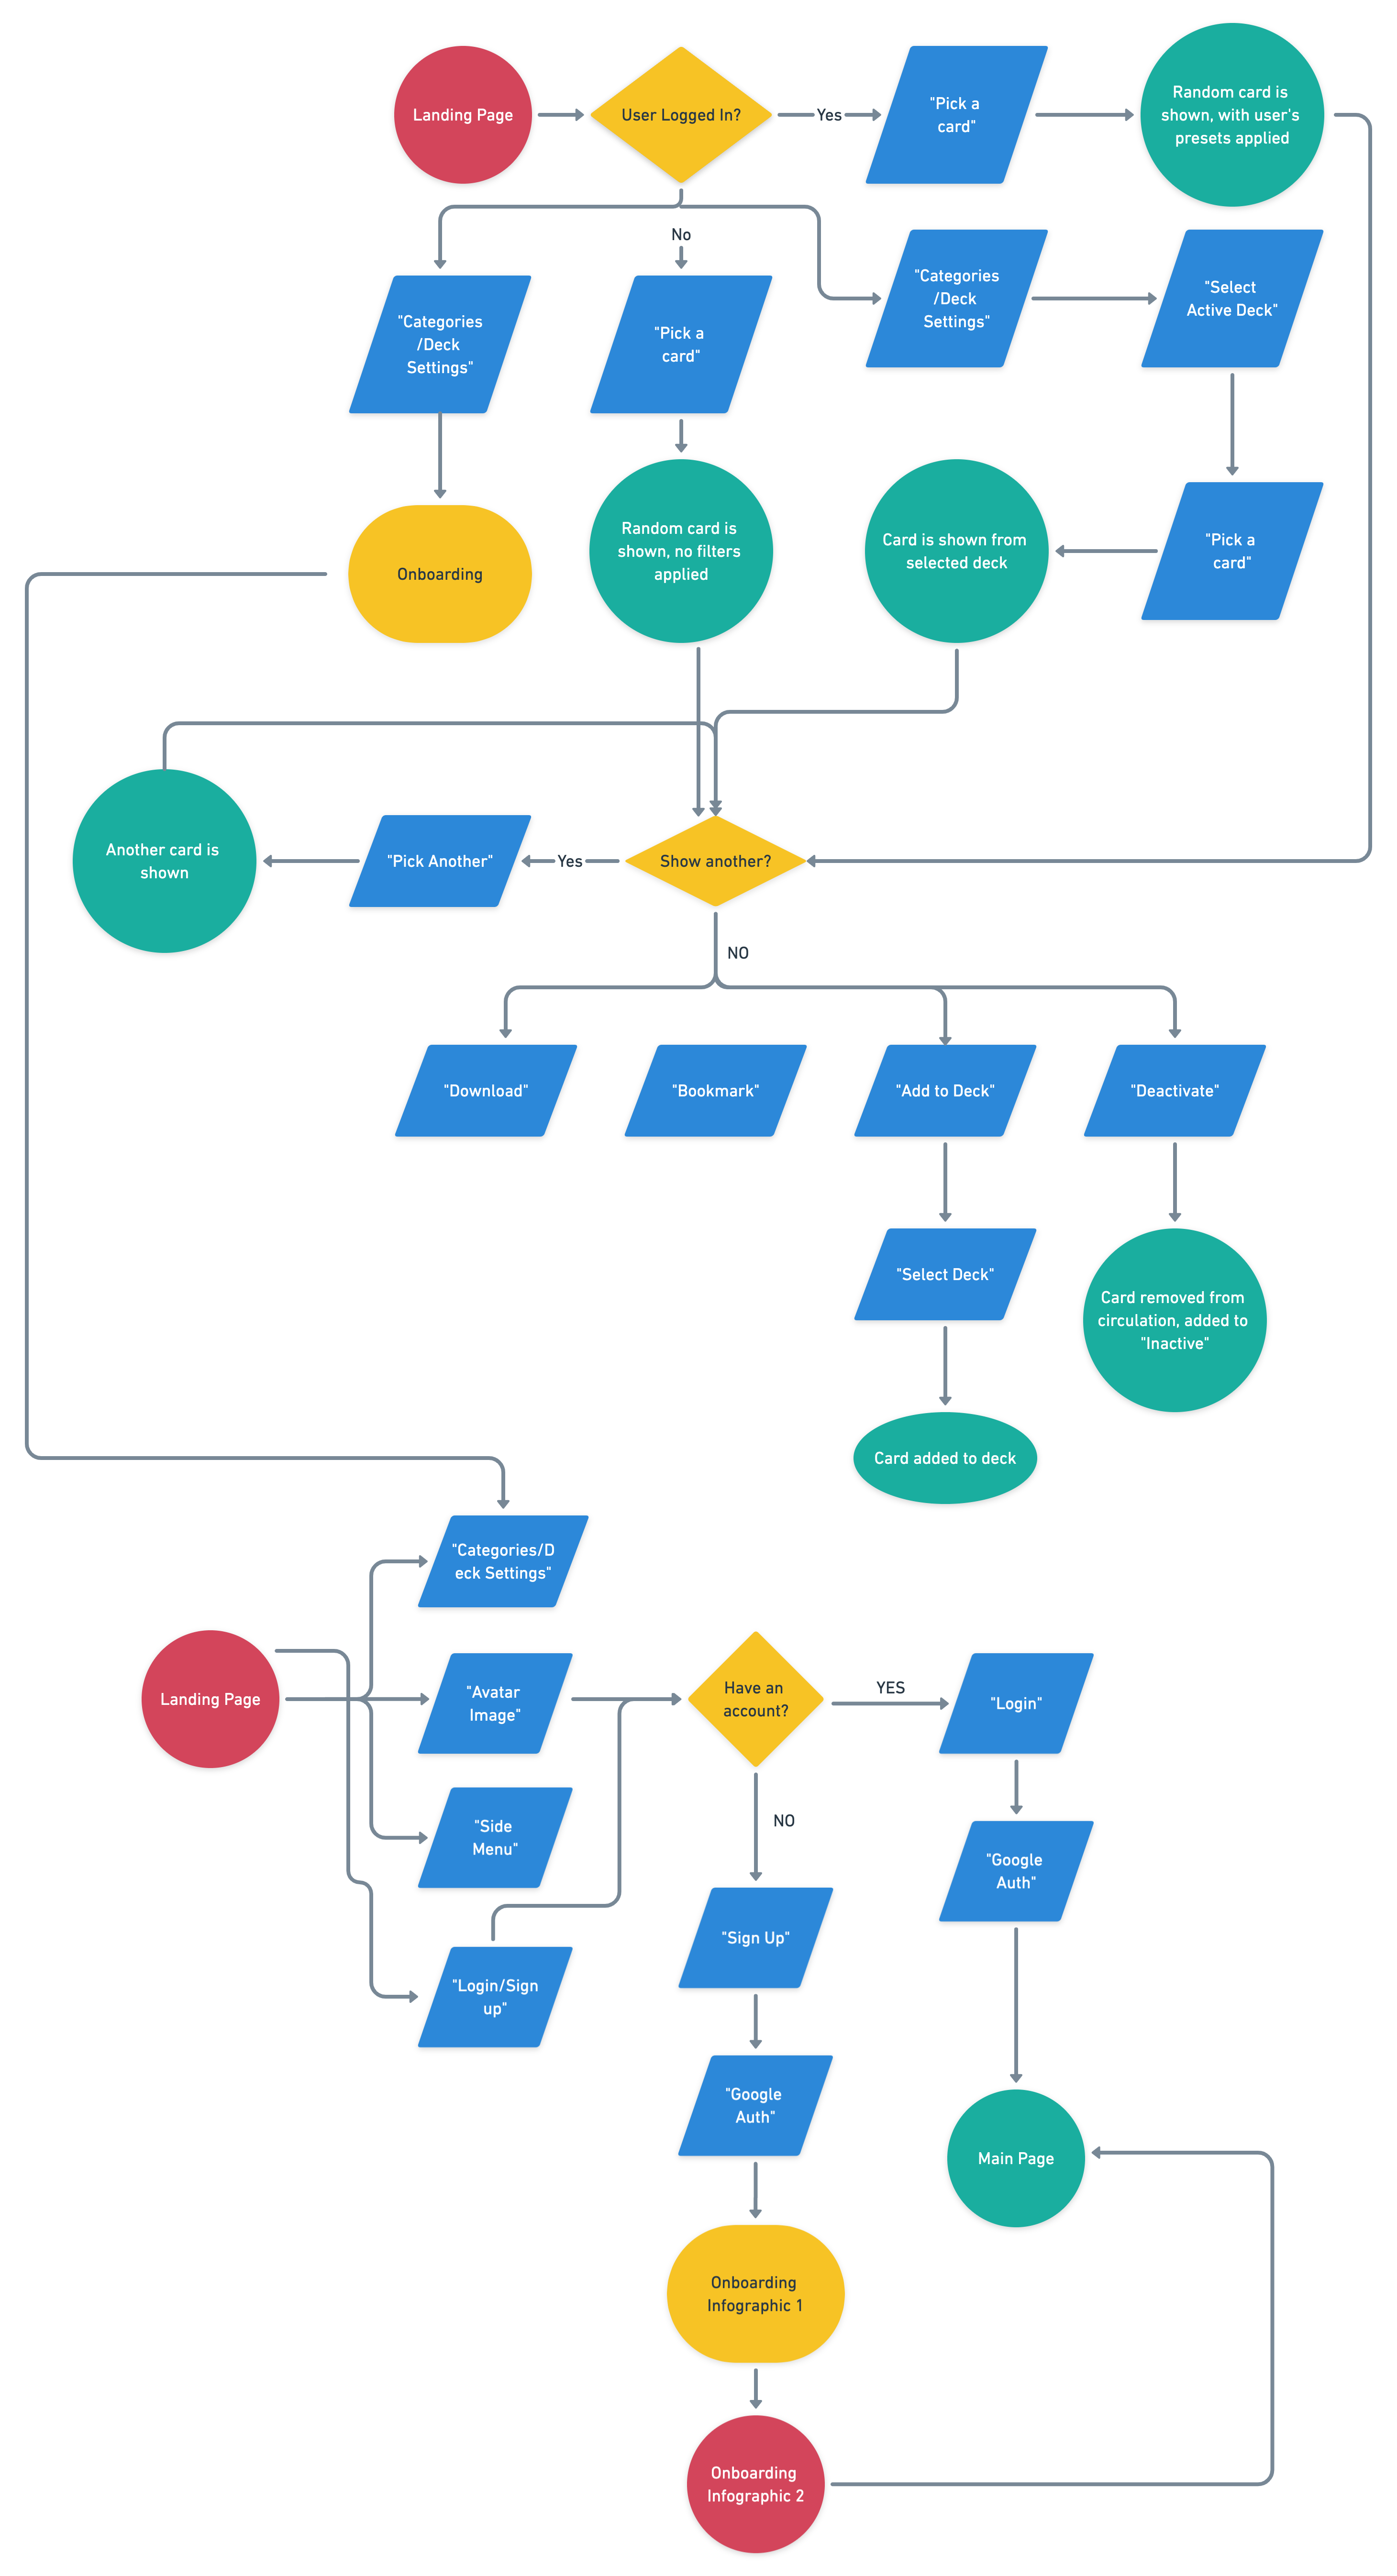 Landing Page
User Logged In?
Yes
"Pick a
card"
Random card is
shown, with user's
presets applied
No
"Categories
/Deck
Settings"
"Pick a
card"
"Categories
/Deck
Settings"
"Select
Active Deck"
Onboarding
Random card is
shown, no filters
applied
Card is shown from
selected deck
"Pick a
card"
Another card is
shown
"Pick Another"
Yes
Show another?
NO
"Download"
"Bookmark"
"Add to Deck"
"Deactivate"
"Select Deck"
Card removed from
circulation, added to
"Inactive"
Card added to deck
"Categories/D
eck Settings"
Landing Page
"Avatar
Image"
Have an
account?
YES
"Login"
"Side
Menu"
NO
"Google
Auth"
"Sign Up"
"Login/Sign
up"
"Google
Auth"
Main Page
Onboarding
Infographic 1
Onboarding
Infographic 2